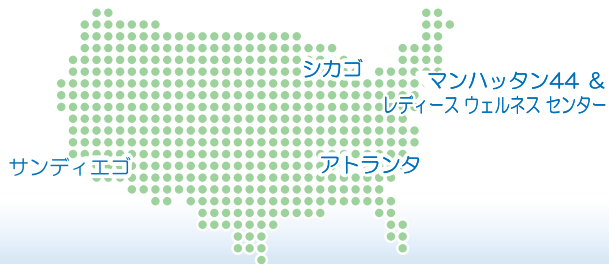 シカゴ
マンハッタン44 &
レディース ウェルネス センター
サンディエゴ
アトランタ